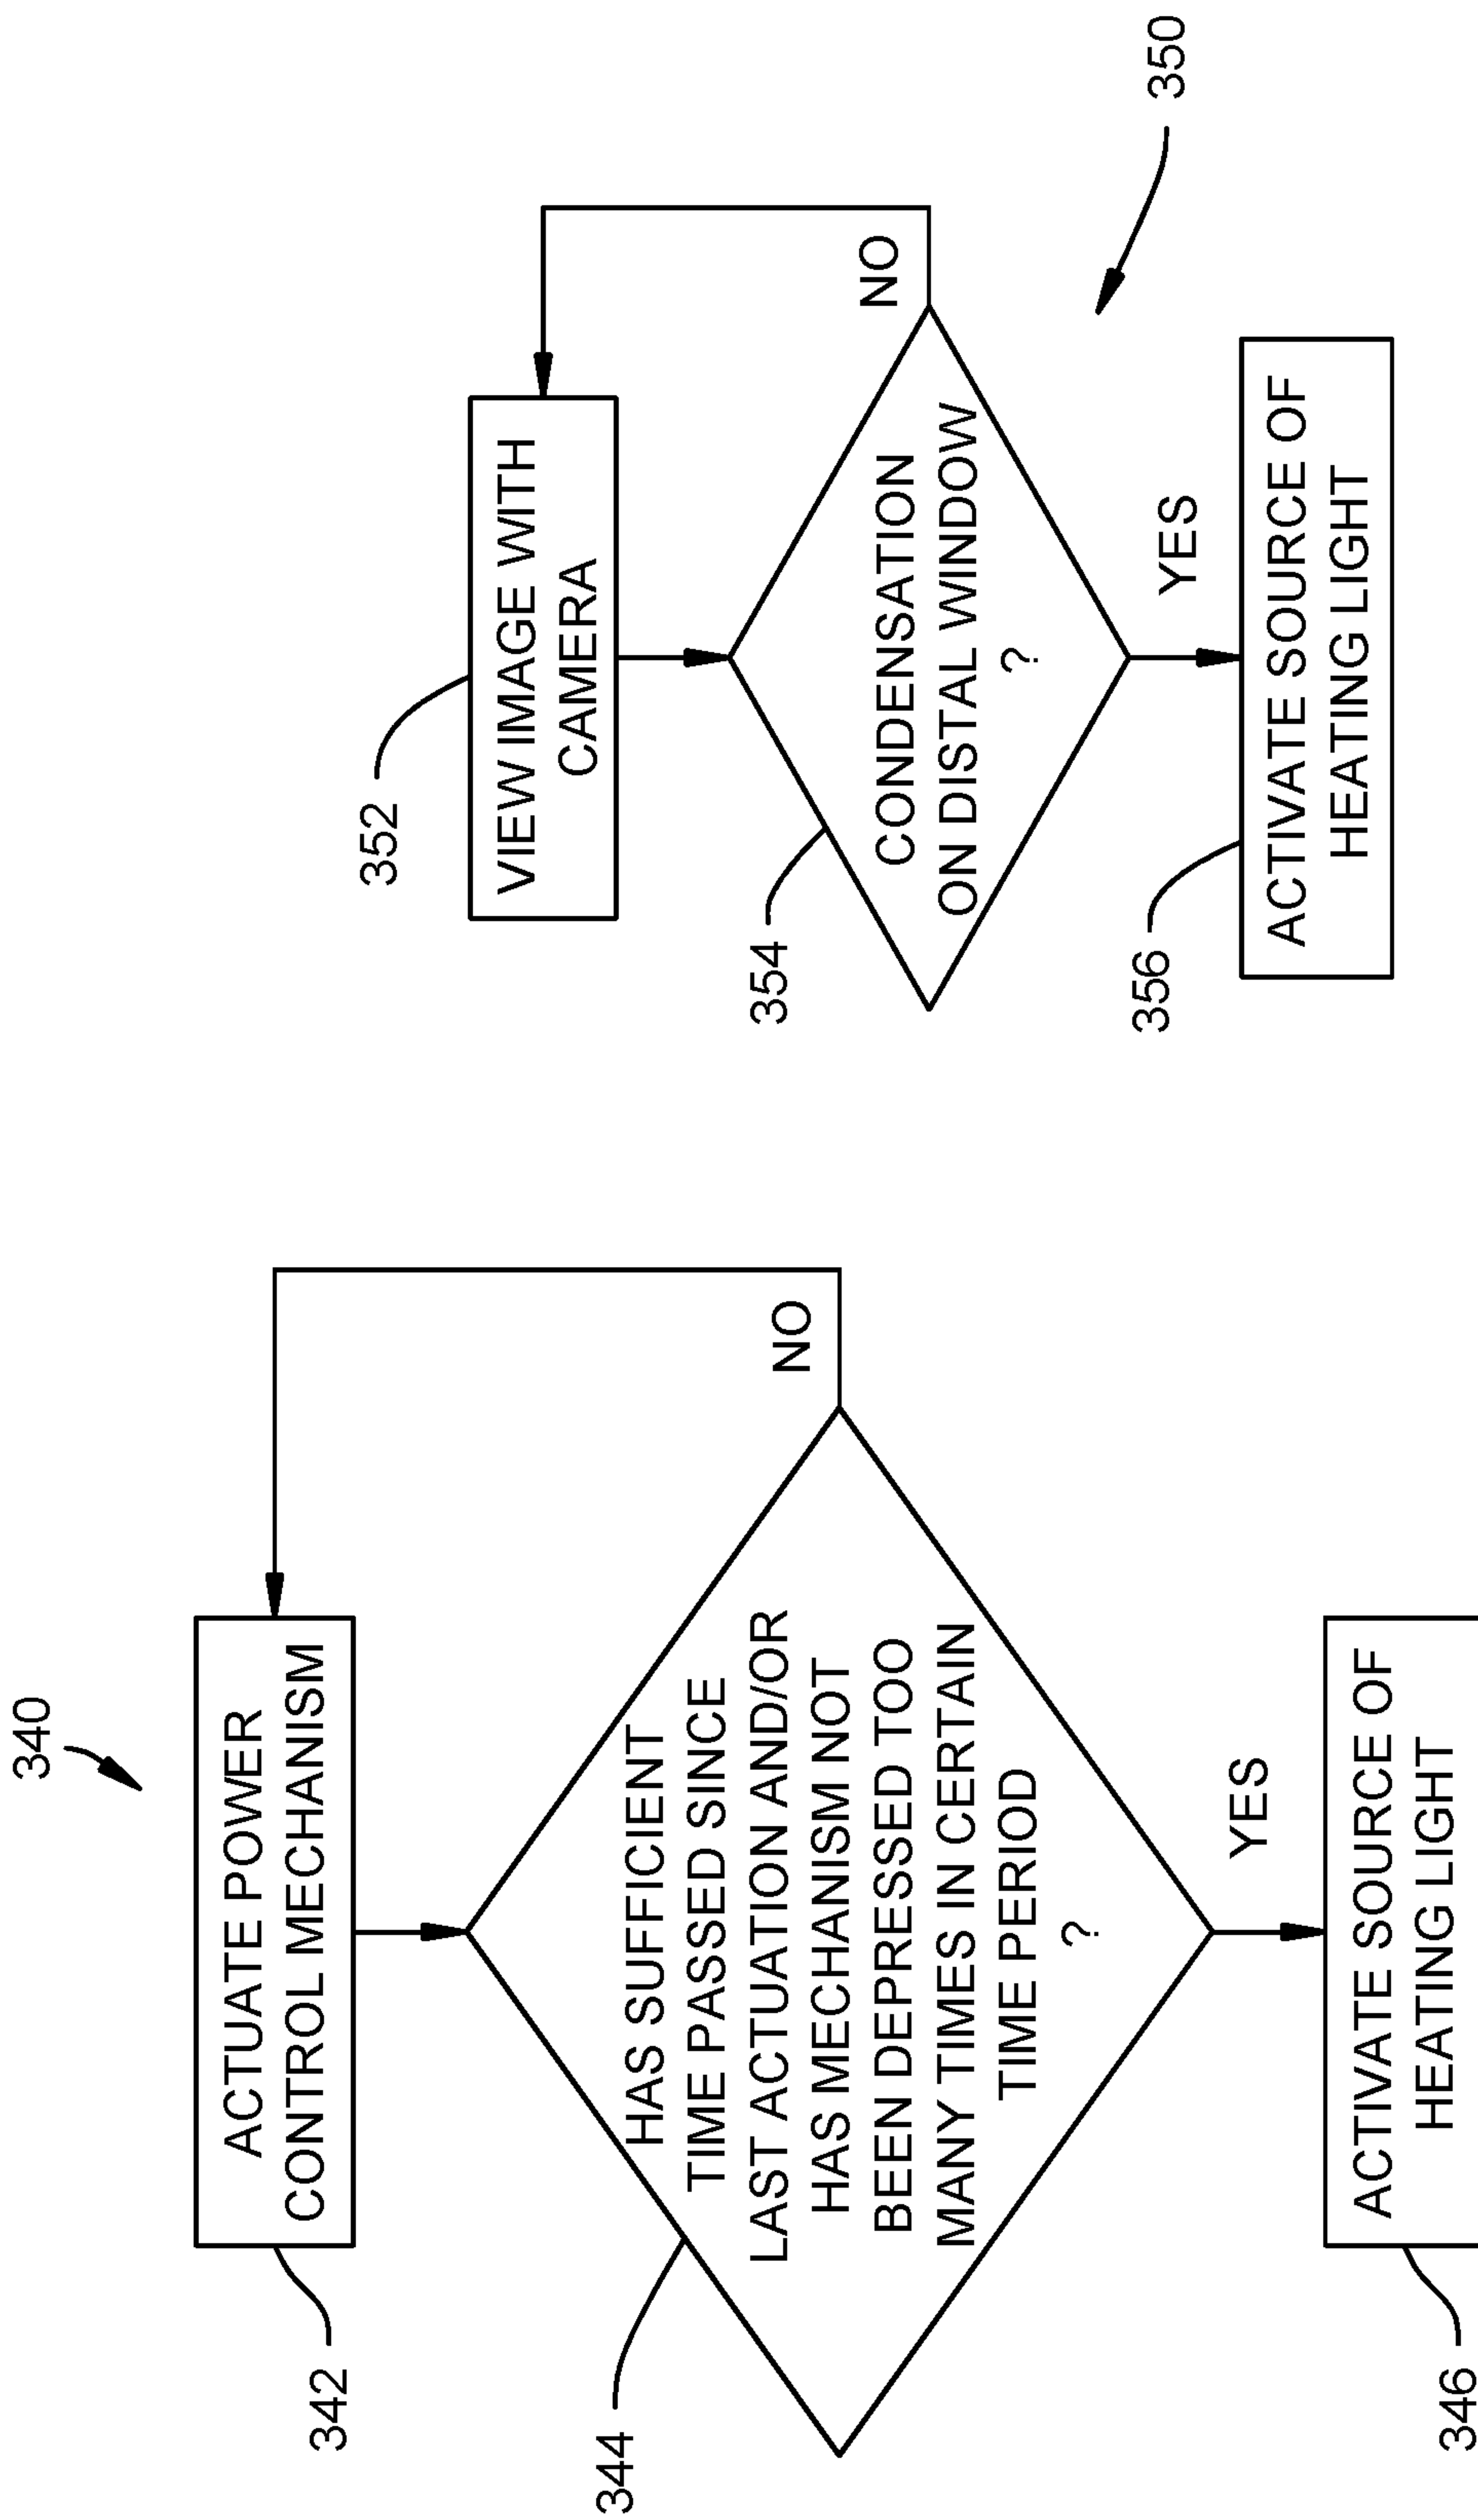 340
342
ACTUATE POWER
CONTROL MECHANISM
344
HAS SUFFICIENT
TIME PASSED SINCE
LAST ACTUATION AND/OR
HAS MECHANISM NOT
BEEN DEPRESSED TOO
MANY TIMES IN CERTAIN
TIME PERIOD
?
NO
YES
346
ACTIVATE SOURCE OF
HEATING LIGHT
350
352
VIEW IMAGE WITH
CAMERA
354
CONDENSATION
ON DISTAL WINDOW
?
NO
YES
356
ACTIVATE SOURCE OF
HEATING LIGHT